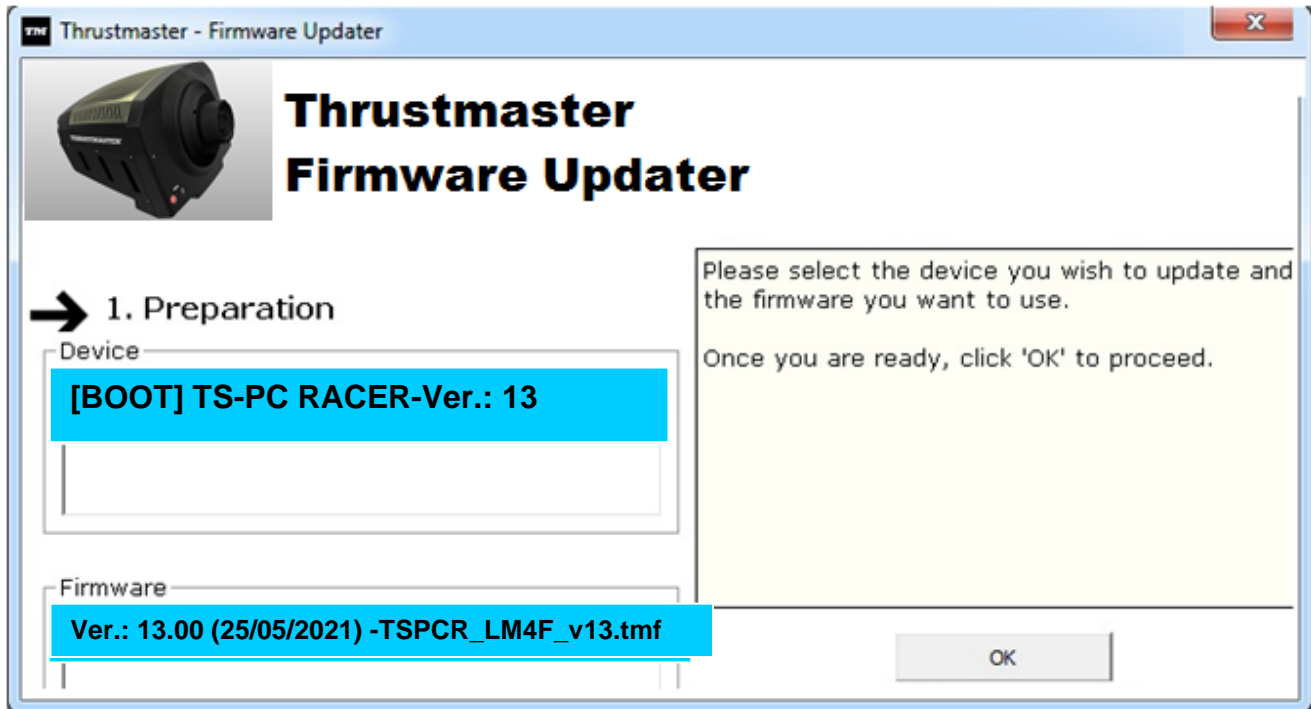 Thrustmaster - Firmware Updater
Thrustmaster
Firmware Updater
1. Preparation
Device
[BOOT] TS-PC RACER-Ver.: 13
Firmware
Ver.: 13.00 (25/05/2021) -TSPCR_LM4F_v13.tmf
Please select the device you wish to update and
the firmware you want to use.
Once you are ready, click 'OK' to proceed.
OK